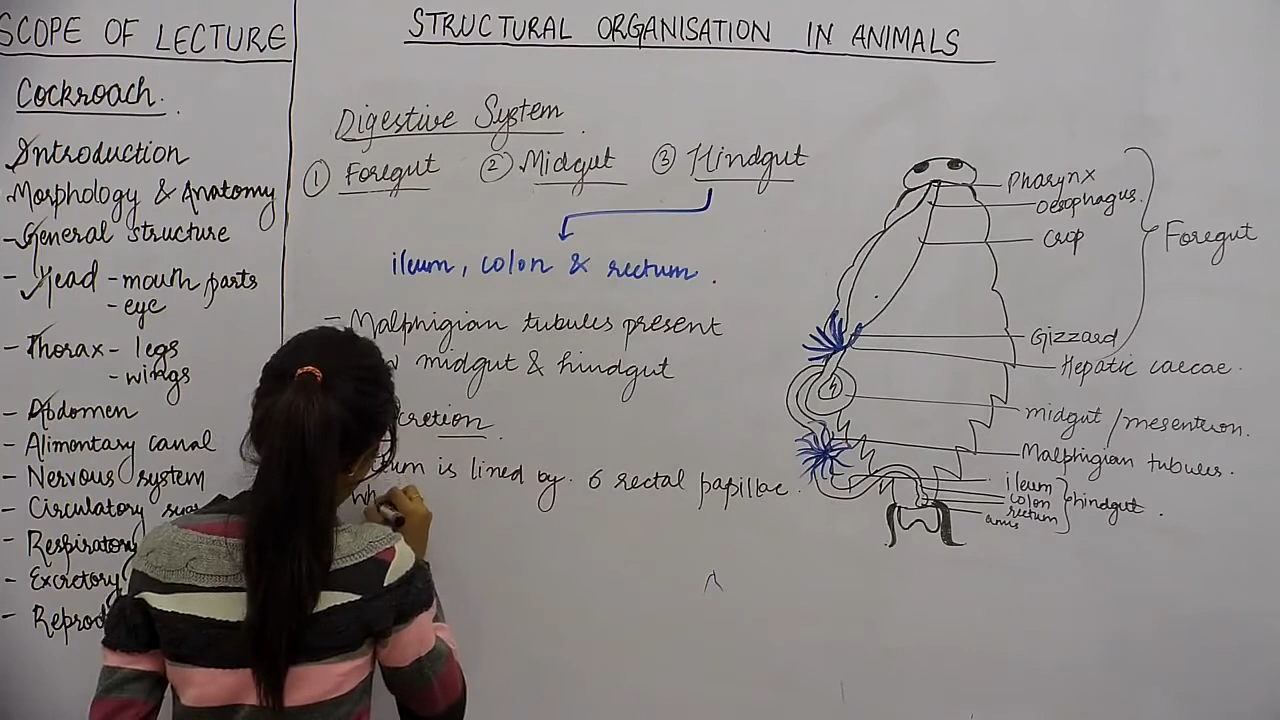 SCOPE OF LECTURE
Cockroach.
- Introduction
- Morphology & Anatomy
- General structure
- Head - mouth parts
- eye
- Thorax - legs
- wings
- Abdomen
- Alimentary canal
- Nervous system
- Circulatory
- Respiratory
- Excretory
- Reprod
STRUCTURAL ORGANISATION IN ANIMALS
Digestive System
① Foregut ② Midgut ③ Hindgut
ileum, colon & rectum.
- Malphigian tubules present
midgut & hindgut
cretion
um is lined by. 6 rectal papillae.
wh
Pharynx
Oesophagus.
Crop
Foregut
Gizzard
Hepatic caecae.
midgut / mesenteron.
Malphigian tubules.
ileum
colon
rectum
anus
hindgut.